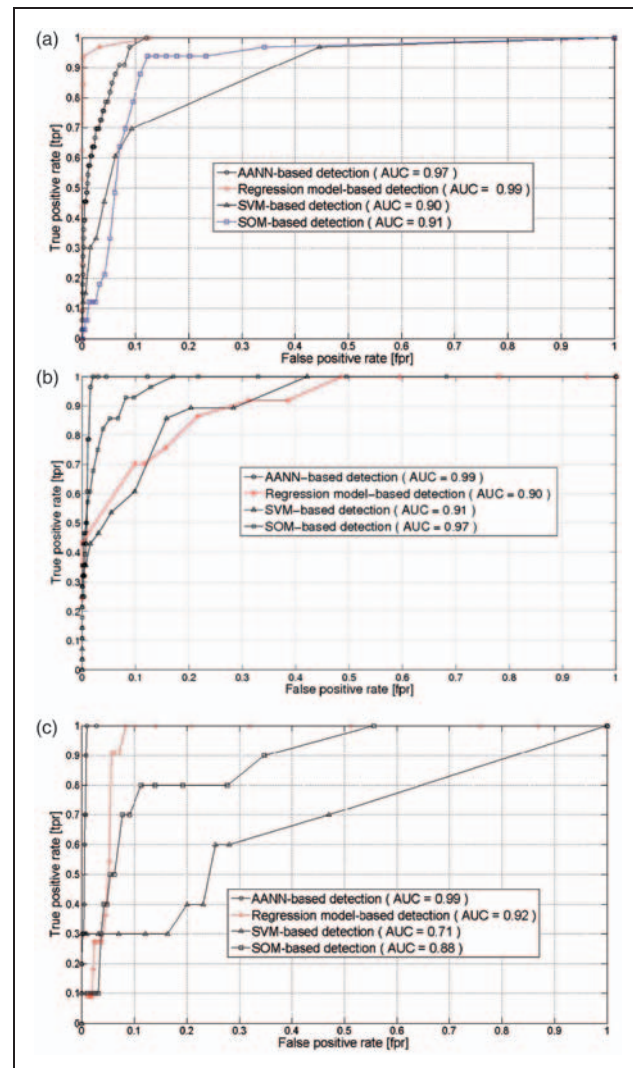 (a)
1
0.9
0.8
0.7
0.6
0.5
0.4
0.3
0.2
0.1
0
True positive rate [tpr]
AANN-based detection ( AUC = 0.97)
Regression model-based detection ( AUC = 0.99)
SVM-based detection ( AUC = 0.90)
SOM-based detection ( AUC = 0.91)
0 0.1 0.2 0.3 0.4 0.5 0.6 0.7 0.8 0.9 1
False positive rate [fpr]
(b)
1
0.9
0.8
0.7
0.6
0.5
0.4
0.3
0.2
0.1
0
True positive rate [tpr]
AANN-based detection ( AUC = 0.99)
Regression model-based detection ( AUC = 0.90)
SVM-based detection ( AUC = 0.91)
SOM-based detection ( AUC = 0.97)
0 0.1 0.2 0.3 0.4 0.5 0.6 0.7 0.8 0.9 1
False positive rate [fpr]
(c)
1
0.9
0.8
0.7
0.6
0.5
0.4
0.3
0.2
0.1
0
True positive rate [tpr]
AANN-based detection ( AUC = 0.99)
Regression model-based detection ( AUC = 0.92)
SVM-based detection ( AUC = 0.71)
SOM-based detection ( AUC = 0.88)
0 0.1 0.2 0.3 0.4 0.5 0.6 0.7 0.8 0.9 1
False positive rate [fpr]